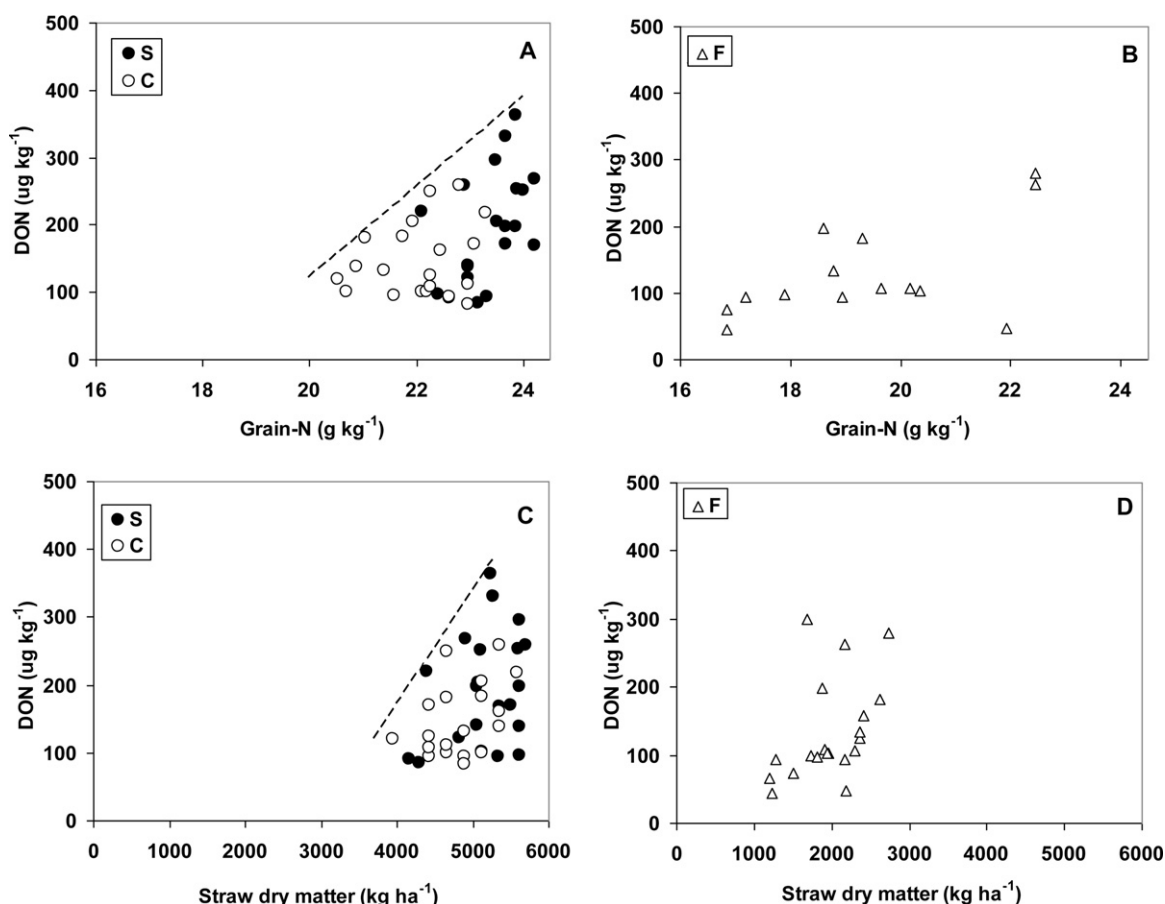 A
S
C
500
400
300
200
100
0
DON (ug kg⁻¹)
16 18 20 22 24
Grain-N (g kg⁻¹)
B
F
500
400
300
200
100
0
DON (ug kg⁻¹)
16 18 20 22 24
Grain-N (g kg⁻¹)
C
S
C
500
400
300
200
100
0
DON (ug kg⁻¹)
0 1000 2000 3000 4000 5000 6000
Straw dry matter (kg ha⁻¹)
D
F
500
400
300
200
100
0
DON (ug kg⁻¹)
0 1000 2000 3000 4000 5000 6000
Straw dry matter (kg ha⁻¹)